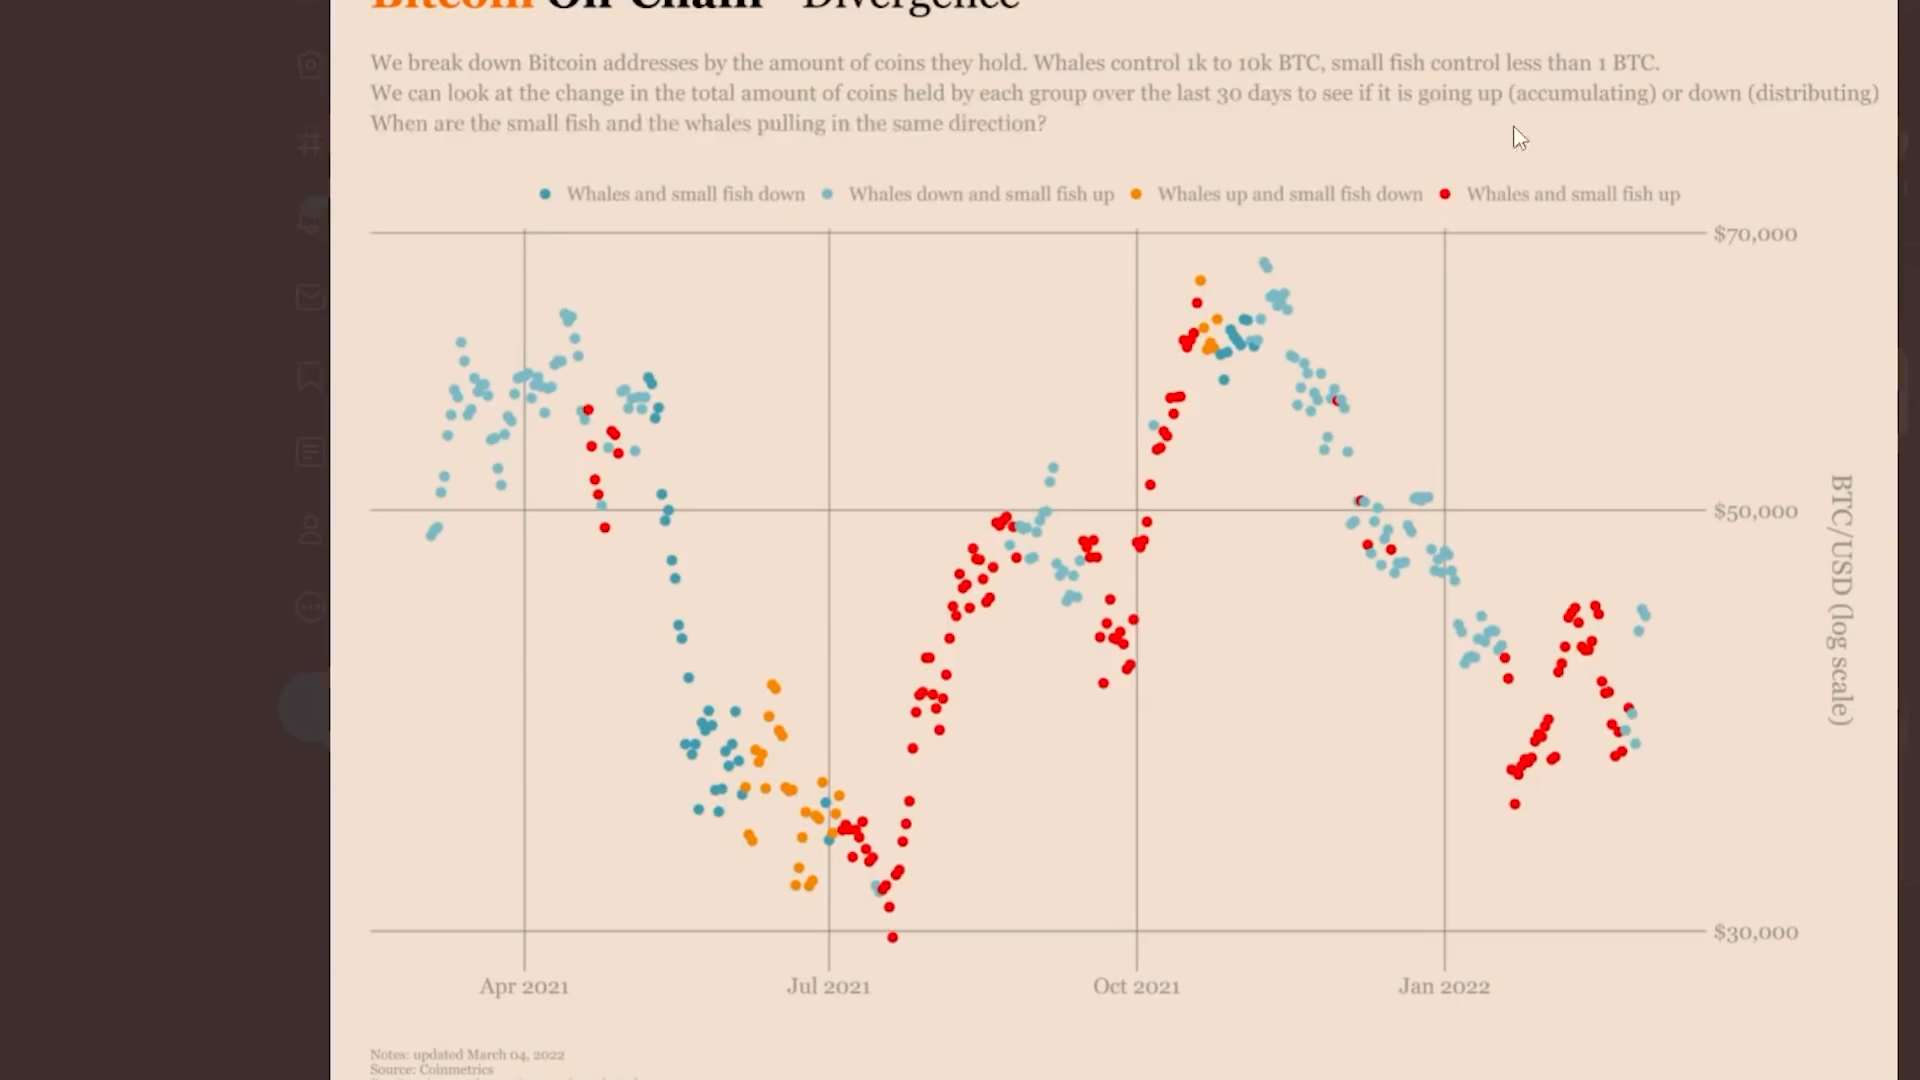 Bitcoin On-Chain Divergence
We break down Bitcoin addresses by the amount of coins they hold. Whales control 1k to 10k BTC, small fish control less than 1 BTC.
We can look at the change in the total amount of coins held by each group over the last 30 days to see if it is going up (accumulating) or down (distributing)
When are the small fish and the whales pulling in the same direction?
Whales and small fish down Whales down and small fish up Whales up and small fish down Whales and small fish up
$70,000
$50,000
BTC/USD (log scale)
$30,000
Apr 2021 Jul 2021 Oct 2021 Jan 2022
Notes: updated March 04, 2022
Source: Coinmetrics